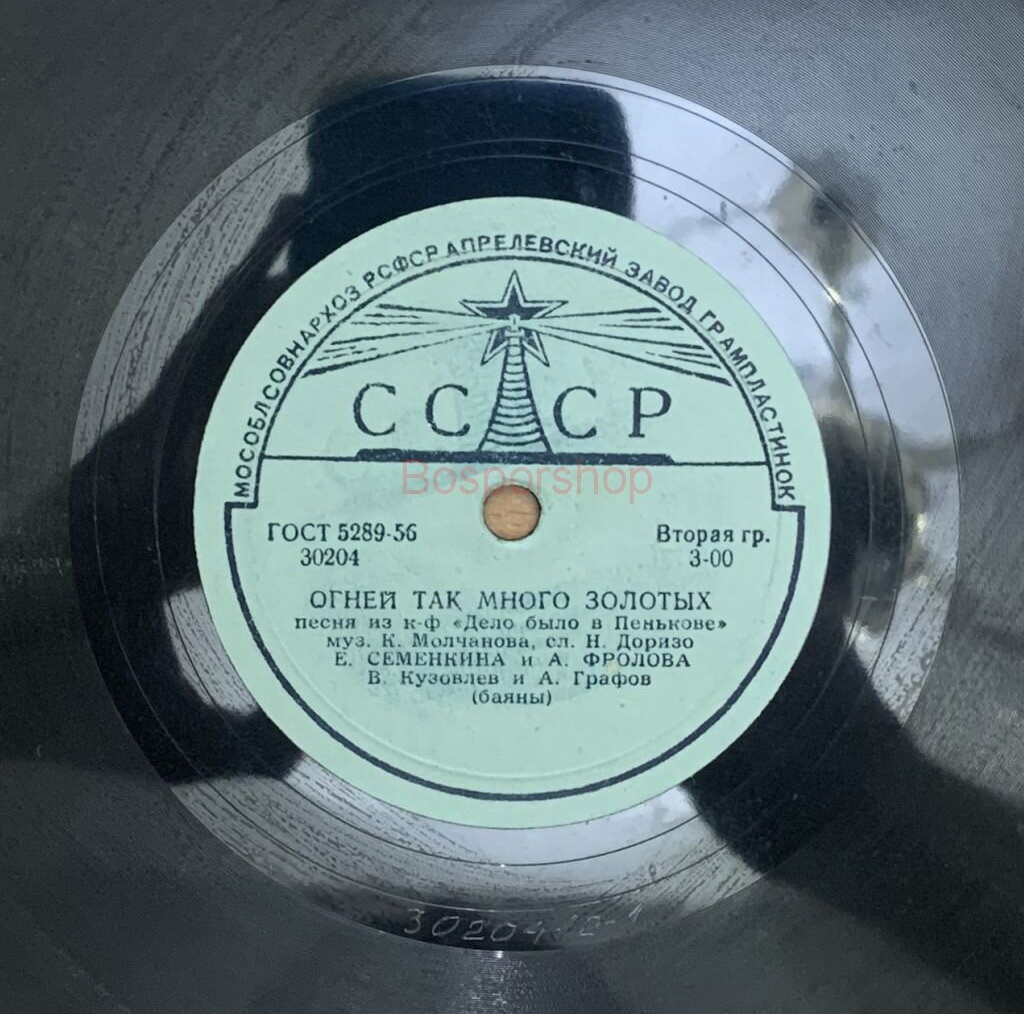 МОСОБЛСОВНАРХОЗ РСФСР АПРЕЛЕВСКИЙ ЗАВОД ГРАМПЛАСТИНОК
СССР
Bosporshop
ГОСТ 5289-56
30204
Вторая гр.
3-00
ОГНЕЙ ТАК МНОГО ЗОЛОТЫХ
песня из к-ф «Дело было в Пенькове»
муз. К. Молчанова, сл. Н. Доризо
Е. СЕМЕНКИНА и А. ФРОЛОВА
В. Кузовлев и А. Графов
(баяны)